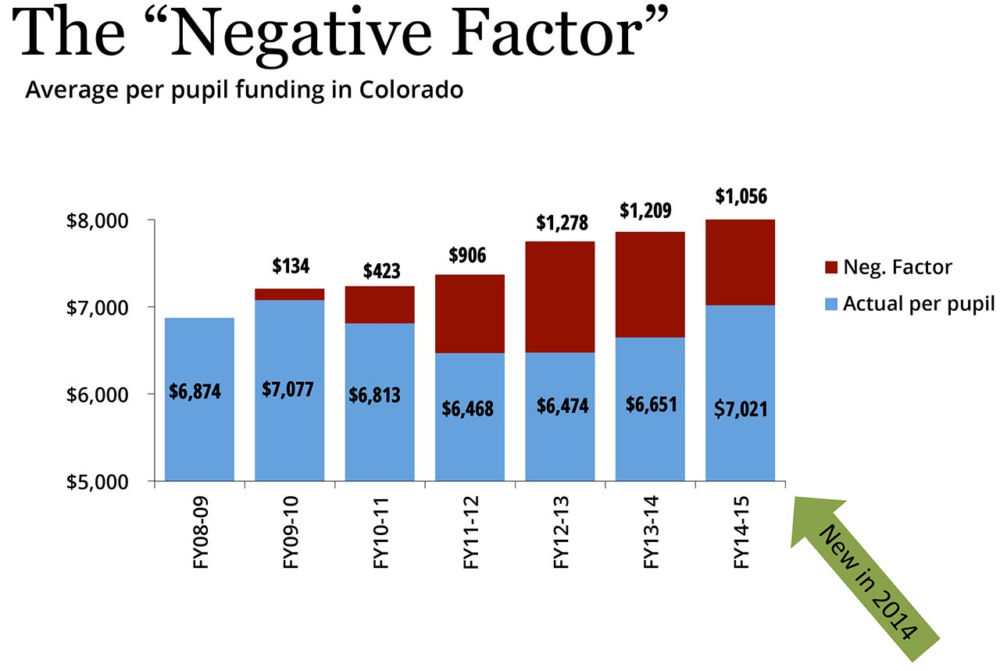 The “Negative Factor”
Average per pupil funding in Colorado
$8,000
$7,000
$6,000
$5,000
$134
$423
$906
$1,278
$1,209
$1,056
$6,874
$7,077
$6,813
$6,468
$6,474
$6,651
$7,021
FY08-09
FY09-10
FY10-11
FY11-12
FY12-13
FY13-14
FY14-15
Neg. Factor
Actual per pupil
New in 2014